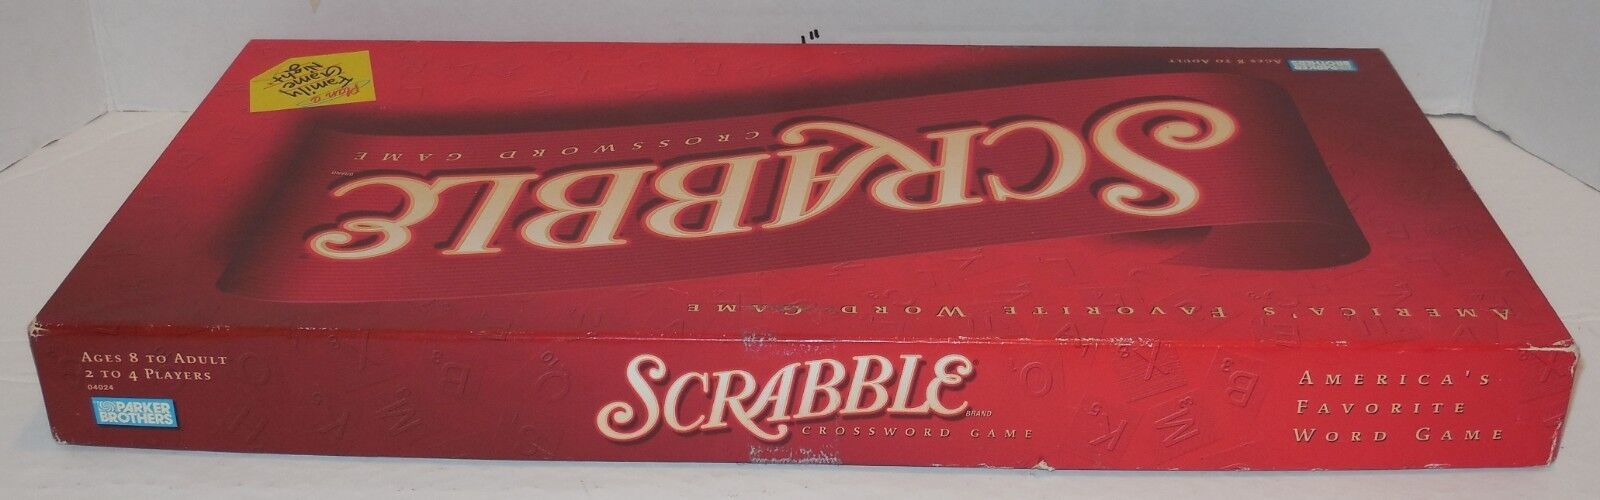 1"
Plan a
Family
Game
Night
AGES 8 TO ADULT
PARKER
BROTHERS
SCRABBLE
BRAND
CROSSWORD GAME
AMERICA'S FAVORITE WORD GAME
AGES 8 TO ADULT
2 TO 4 PLAYERS
04024
PARKER
BROTHERS
SCRABBLE®
BRAND
CROSSWORD GAME
AMERICA'S
FAVORITE
WORD GAME